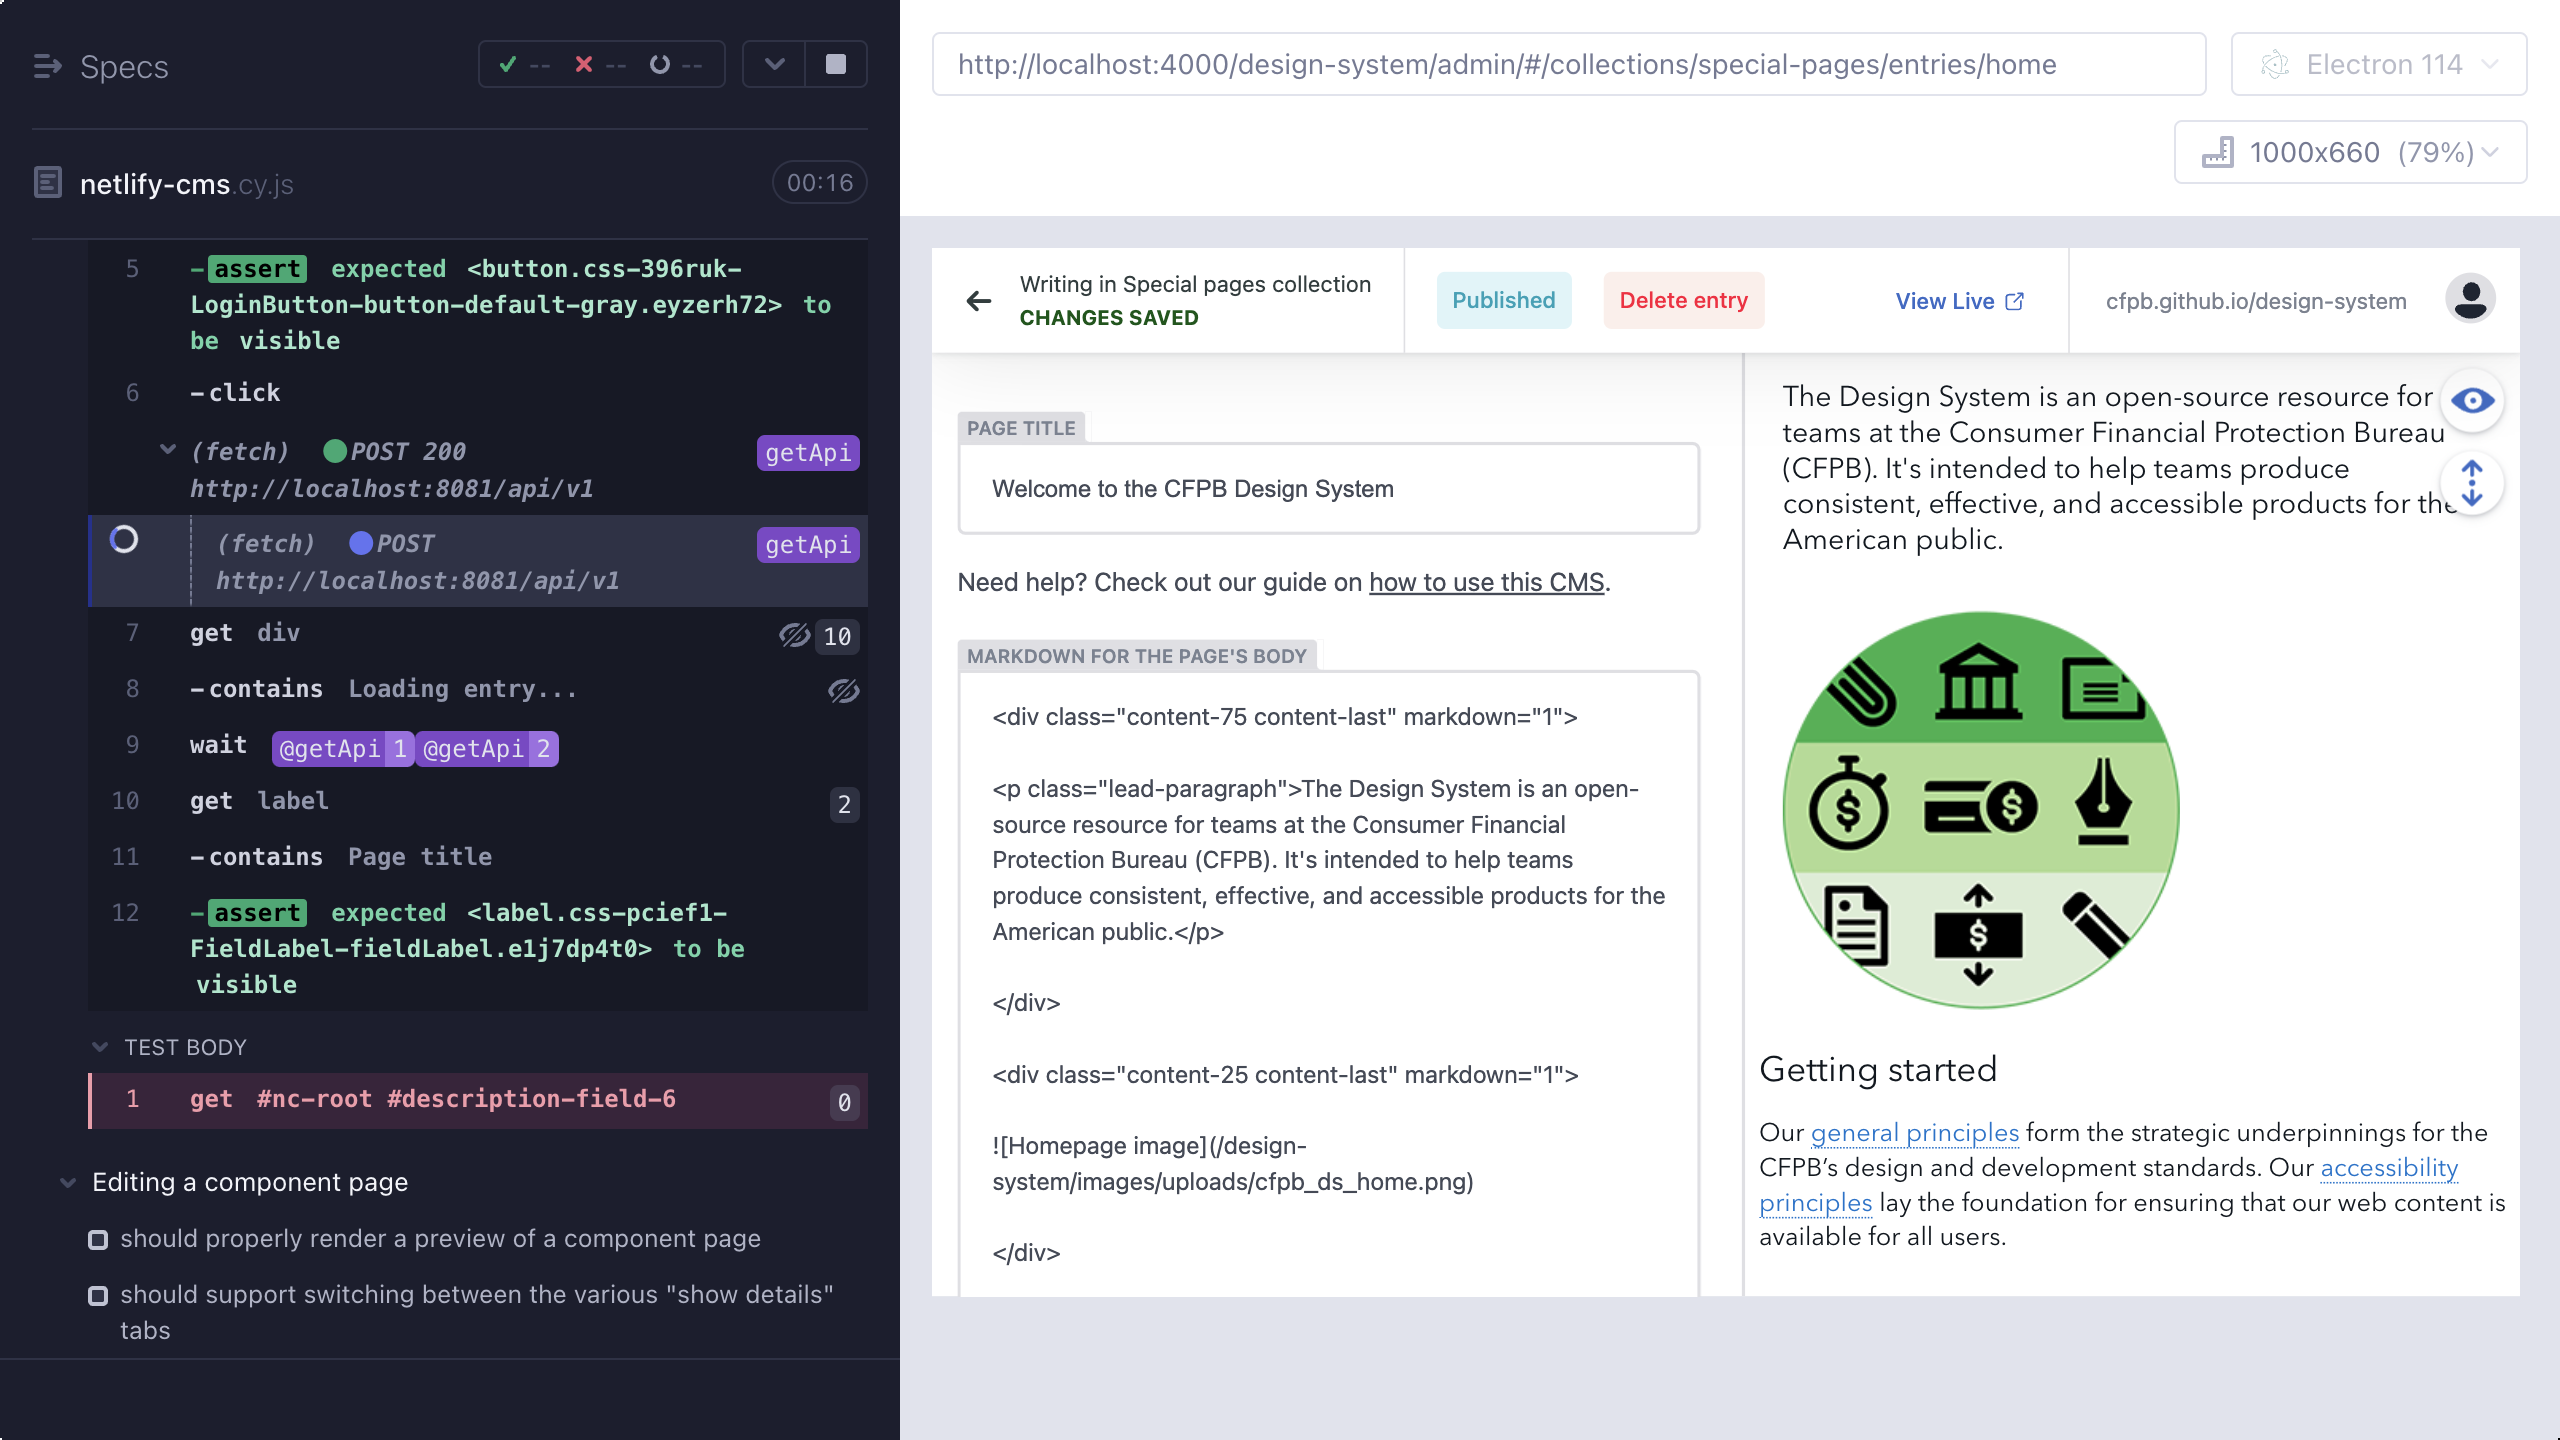 Specs
-- -- --
netlify-cms.cy.js 00:16
5 -assert expected <button.css-396ruk-
LoginButton-button-default-gray.eyzerh72> to
be visible
6 -click
(fetch) POST 200 getApi
http://localhost:8081/api/v1
(fetch) POST getApi
http://localhost:8081/api/v1
7 get div 10
8 -contains Loading entry...
9 wait @getApi 1 @getApi 2
10 get label 2
11 -contains Page title
12 -assert expected <label.css-pcief1-
FieldLabel-fieldLabel.e1j7dp4t0> to be
visible
TEST BODY
1 get #nc-root #description-field-6 0
Editing a component page
should properly render a preview of a component page
should support switching between the various "show details"
tabs
http://localhost:4000/design-system/admin/#/collections/special-pages/entries/home
Electron 114
1000x660 (79%)
Writing in Special pages collection
CHANGES SAVED
Published
Delete entry
View Live
cfpb.github.io/design-system
PAGE TITLE
Welcome to the CFPB Design System
Need help? Check out our guide on how to use this CMS.
MARKDOWN FOR THE PAGE'S BODY
<div class="content-75 content-last" markdown="1">
<p class="lead-paragraph">The Design System is an open-
source resource for teams at the Consumer Financial
Protection Bureau (CFPB). It's intended to help teams
produce consistent, effective, and accessible products for the
American public.</p>
</div>
<div class="content-25 content-last" markdown="1">
![Homepage image](/design-
system/images/uploads/cfpb_ds_home.png)
</div>
The Design System is an open-source resource for
teams at the Consumer Financial Protection Bureau
(CFPB). It's intended to help teams produce
consistent, effective, and accessible products for the
American public.
$ $
$
Getting started
Our general principles form the strategic underpinnings for the
CFPB’s design and development standards. Our accessibility
principles lay the foundation for ensuring that our web content is
available for all users.